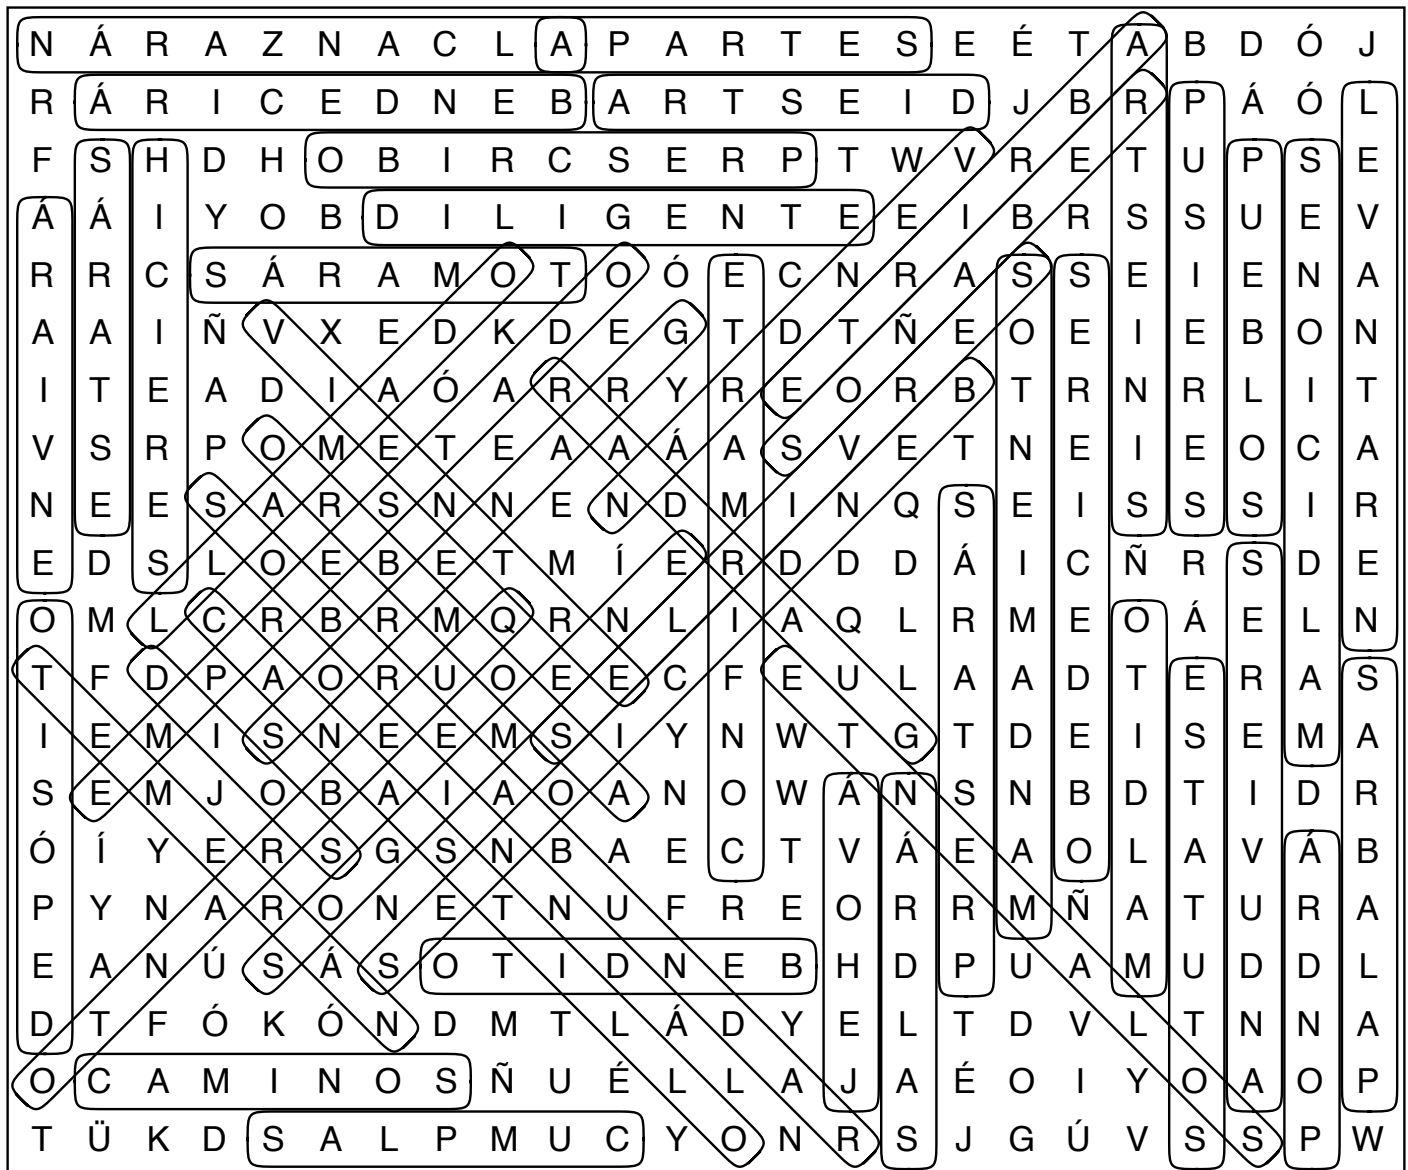 N Á R A Z N A C L A P A R T E S E É T A B D Ó J
R Á R I C E D N E B A R T S E I D J B R P Á Ó L
F S H D H O B I R C S E R P T W V R E T U P S E
Á Á I Y O B D I L I G E N T E E I B R S S U E V
R R C S Á R A M O T O Ó E C N R A S S E I E N A
A A I Ñ V X E D K D E G T D T Ñ E O E I E B O N
I T E A D I A Ó A R R Y R E O R B T R N R L I T
V S R P O M E T E A A Á A S V E T N E I E O C A
N E E S A R S N N E N D M I N Q S E I S S S I R
E D S L O E B E T M Í E R D D D Á I C Ñ R S D E
O M L C R B R M Q R N L I A Q L R M E O Á E L N
T F D P A O R U O E E C F E U L A A D T E R A S
I E M I S N E E M S I Y N W T G T D E I S E M A
S E M J O B A I A O A N O W Á N S N B D T I D R
Ó Í Y E R S G S N B A E C T V Á E A O L A V Á B
P Y N A R O N E T N U F R E O R R M Ñ A T U R A
E A N Ú S Á S O T I D N E B H D P U A M U D D L
D T F Ó K Ó N D M T L Á D Y E L T D V L T N N A
O C A M I N O S Ñ U É L L A J A É O I Y O A O P
T Ü K D S A L P M U C Y O N R S J G Ú V S S P W